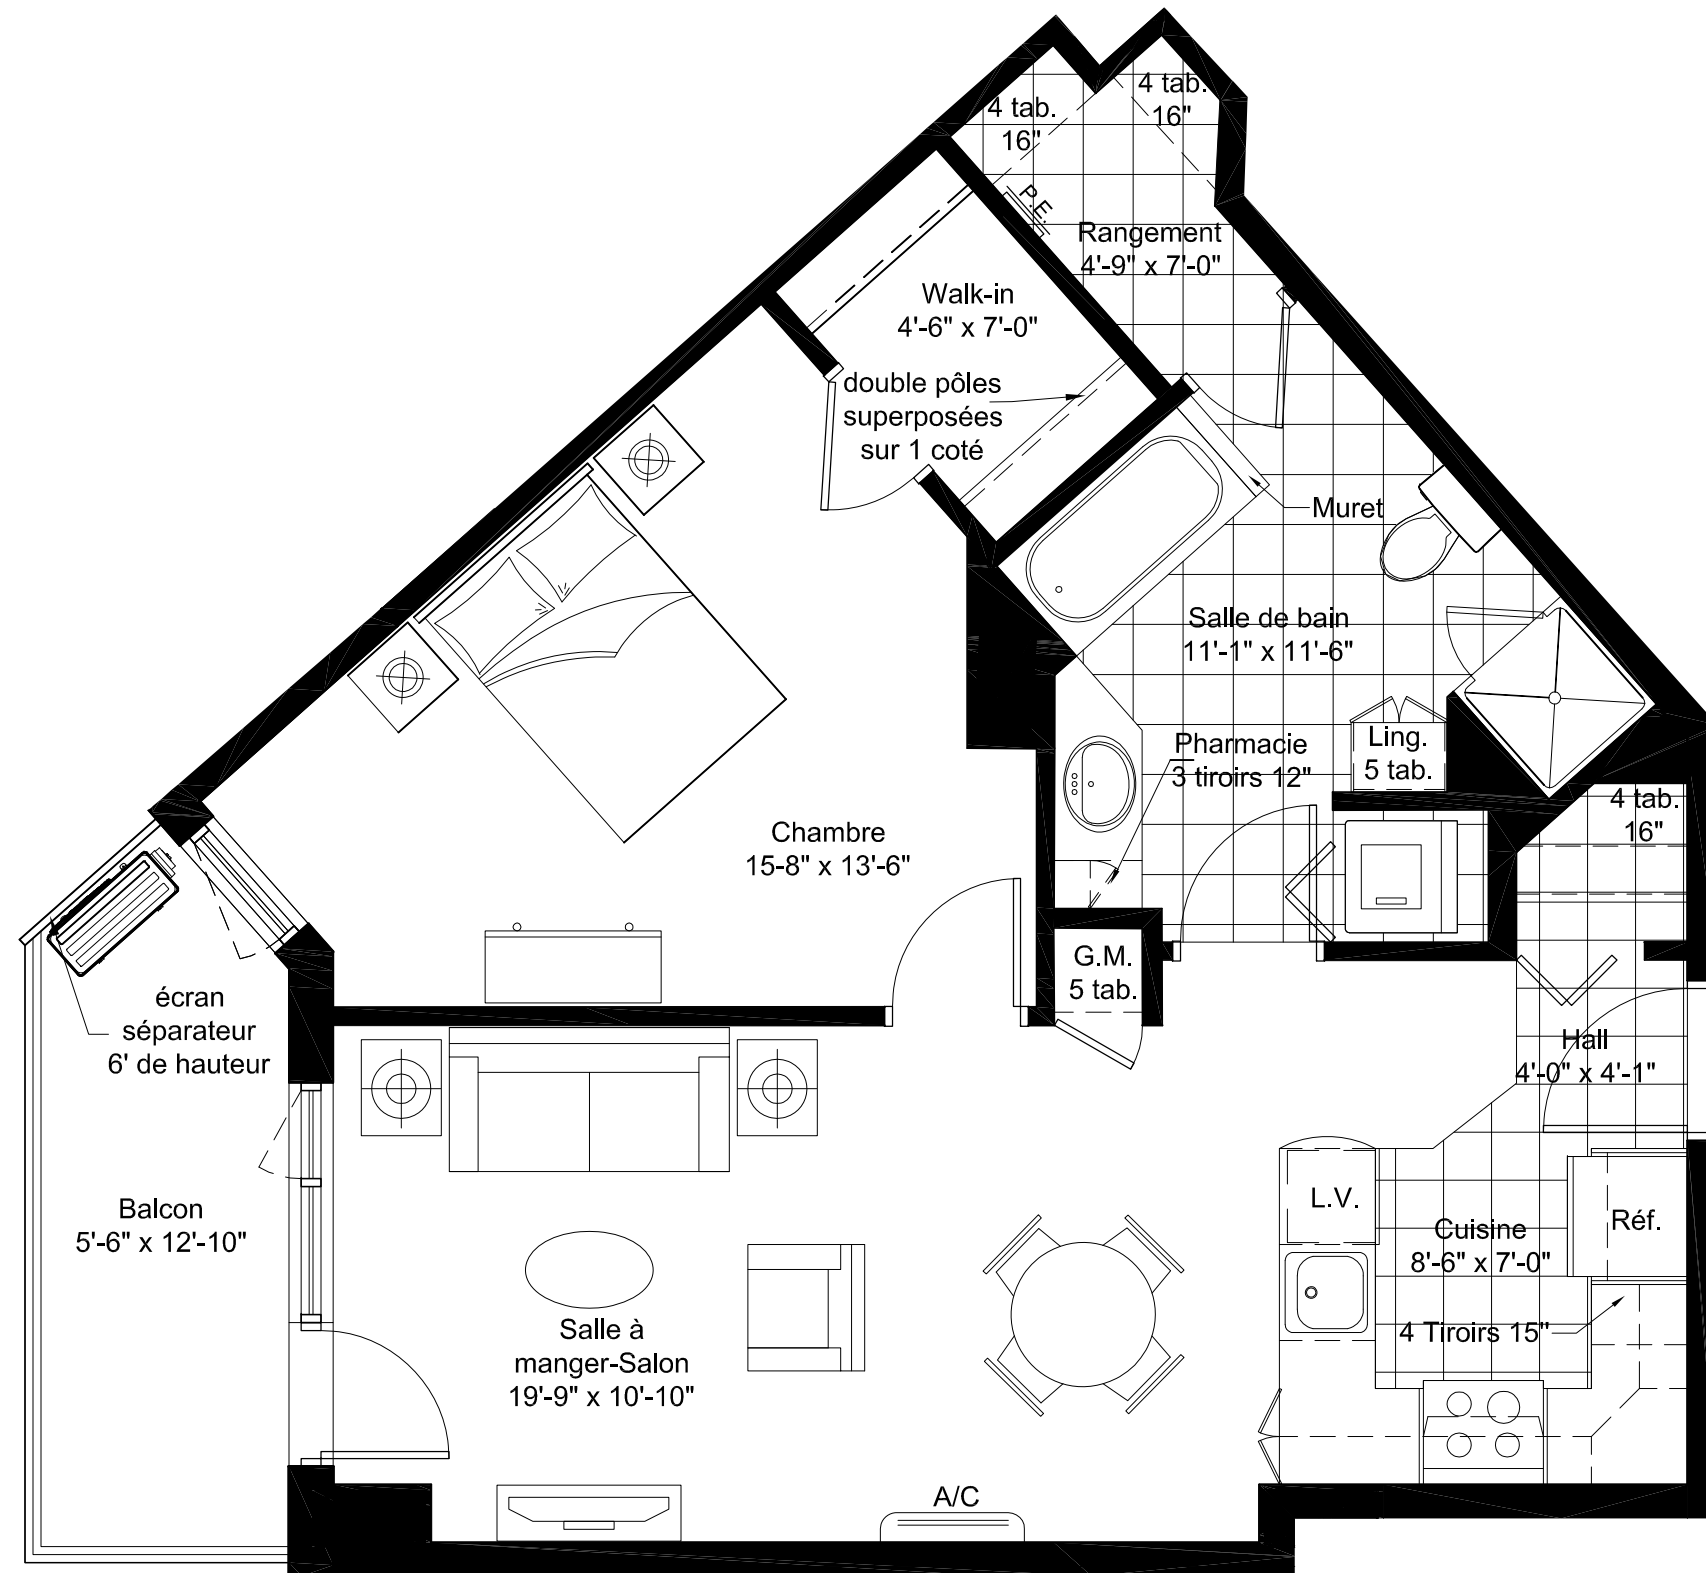 4 tab.
16"
4 tab.
16"
P.E.
Rangement
4'-9" x 7'-0"
Walk-in
4'-6" x 7'-0"
double pôles
superposées
sur 1 coté
Muret
Salle de bain
11'-1" x 11'-6"
Pharmacie
3 tiroirs 12"
Ling.
5 tab.
4 tab.
16"
Chambre
15-8" x 13'-6"
G.M.
5 tab.
écran
séparateur
6' de hauteur
Hall
4'-0" x 4'-1"
Balcon
5'-6" x 12'-10"
L.V.
Réf.
Cuisine
8'-6" x 7'-0"
4 Tiroirs 15"
Salle à
manger-Salon
19'-9" x 10'-10"
A/C